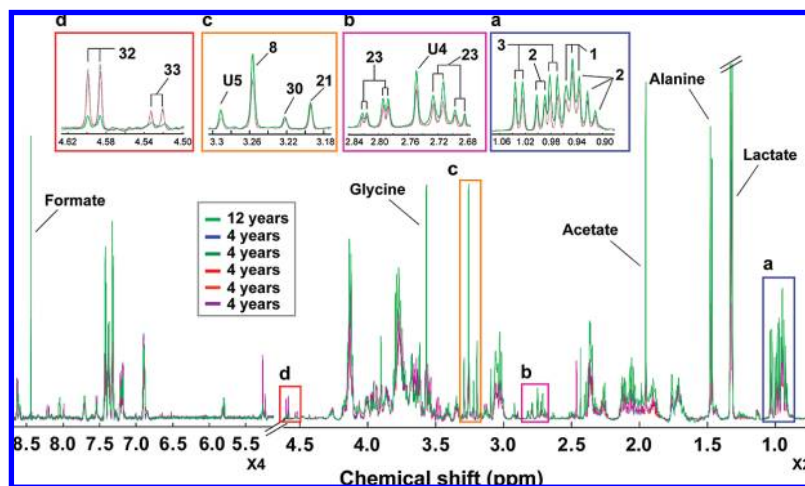 d c b a
32
33
4.62 4.58 4.54 4.50
8
U5
30
21
3.3 3.26 3.22 3.18
U4
23
23
2.84 2.80 2.76 2.72 2.68
3
2
1
2
1.06 1.02 0.98 0.94 0.90
Alanine
Lactate
c
Glycine
Formate
Acetate
12 years
4 years
4 years
4 years
4 years
4 years
a
d
b
8.5 8.0 7.5 7.0 6.5 6.0 5.5 4.5 4.0 3.5 3.0 2.5 2.0 1.5 1.0
X4
X2
Chemical shift (ppm)